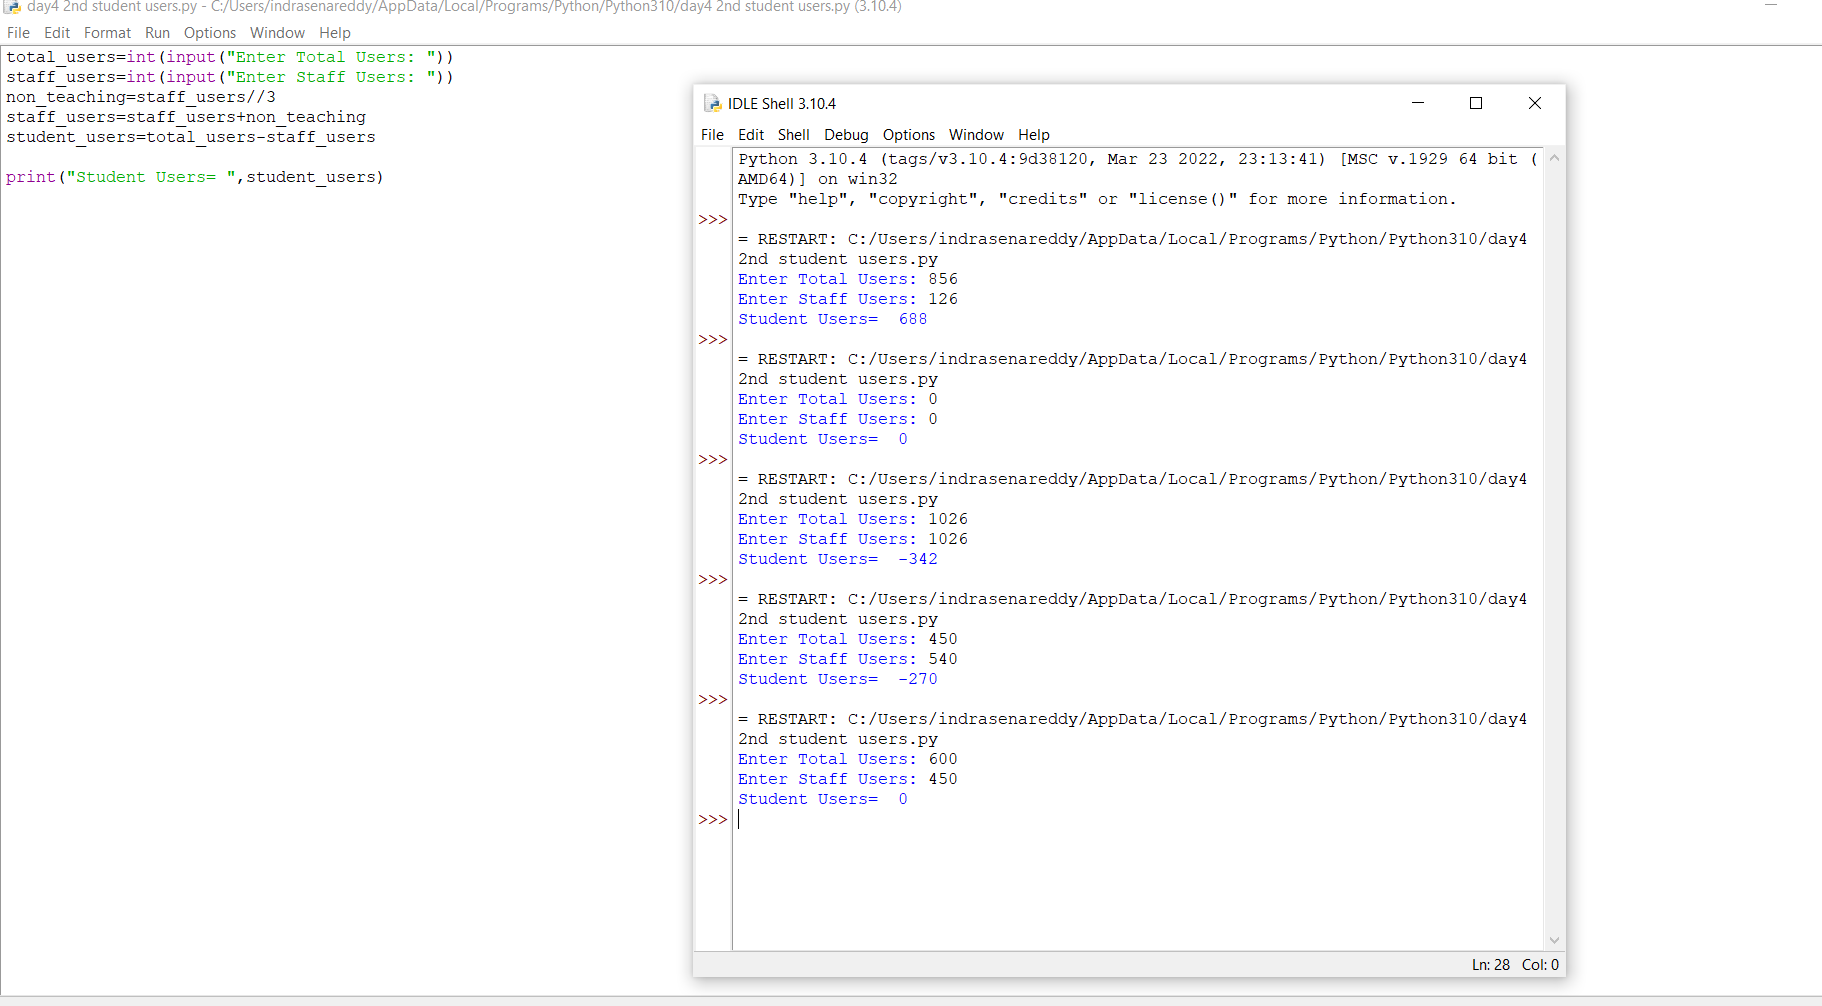 day4 2nd student users.py - C:/Users/indrasenareddy/AppData/Local/Programs/Python/Python310/day4 2nd student users.py (3.10.4)
File Edit Format Run Options Window Help
total_users=int(input("Enter Total Users: "))
staff_users=int(input("Enter Staff Users: "))
non_teaching=staff_users//3
staff_users=staff_users+non_teaching
student_users=total_users-staff_users
print("Student Users= ",student_users)
IDLE Shell 3.10.4
File Edit Shell Debug Options Window Help
Python 3.10.4 (tags/v3.10.4:9d38120, Mar 23 2022, 23:13:41) [MSC v.1929 64 bit (
AMD64)] on win32
Type "help", "copyright", "credits" or "license()" for more information.
>>>
= RESTART: C:/Users/indrasenareddy/AppData/Local/Programs/Python/Python310/day4
2nd student users.py
Enter Total Users: 856
Enter Staff Users: 126
Student Users=  688
>>>
= RESTART: C:/Users/indrasenareddy/AppData/Local/Programs/Python/Python310/day4
2nd student users.py
Enter Total Users: 0
Enter Staff Users: 0
Student Users=  0
>>>
= RESTART: C:/Users/indrasenareddy/AppData/Local/Programs/Python/Python310/day4
2nd student users.py
Enter Total Users: 1026
Enter Staff Users: 1026
Student Users=  -342
>>>
= RESTART: C:/Users/indrasenareddy/AppData/Local/Programs/Python/Python310/day4
2nd student users.py
Enter Total Users: 450
Enter Staff Users: 540
Student Users=  -270
>>>
= RESTART: C:/Users/indrasenareddy/AppData/Local/Programs/Python/Python310/day4
2nd student users.py
Enter Total Users: 600
Enter Staff Users: 450
Student Users=  0
>>>
Ln: 28 Col: 0